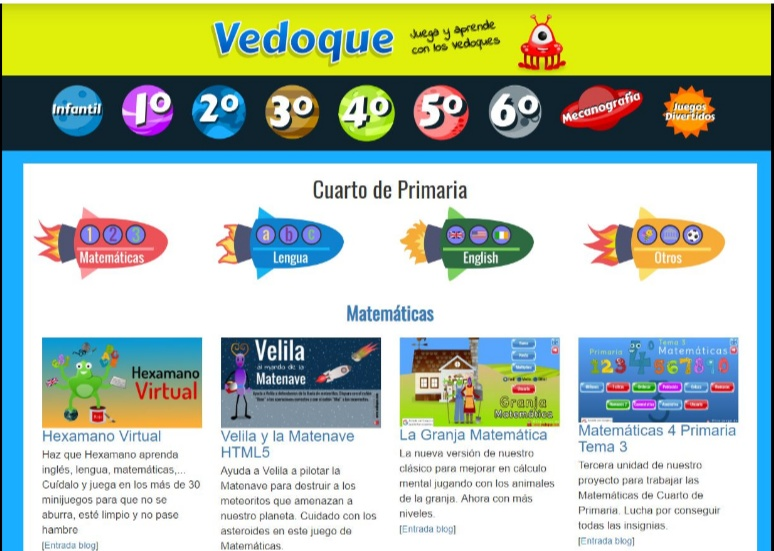 Vedoque
Juega y aprende
con los vedoques
Infantil
1º
2º
3º
4º
5º
6º
Mecanografía
Juegos
Divertidos
Cuarto de Primaria
1 2 3
Matemáticas
a b c
Lengua
English
Otros
Matemáticas
Hexamano
Virtual
Hexamano Virtual
Haz que Hexamano aprenda
inglés, lengua, matemáticas,...
Cuídalo y juega en los más de 30
minijuegos para que no se
aburra, esté limpio y no pase
hambre
[Entrada blog]
Velila
al mando de la
Matenave
Velila y la Matenave
HTML5
Ayuda a Velila a pilotar la
Matenave para destruir a los
meteoritos que amenazan a
nuestro planeta. Cuidado con los
asteroides en este juego de
Matemáticas.
Granja
Matemática
La Granja Matemática
La nueva versión de nuestro
clásico para mejorar en cálculo
mental jugando con los animales
de la granja. Ahora con más
niveles.
[Entrada blog]
Primaria
Tema 3
Matemáticas
Matemáticas 4 Primaria
Tema 3
Tercera unidad de nuestro
proyecto para trabajar las
Matemáticas de Cuarto de
Primaria. Lucha por conseguir
todas las insignias.
[Entrada blog]